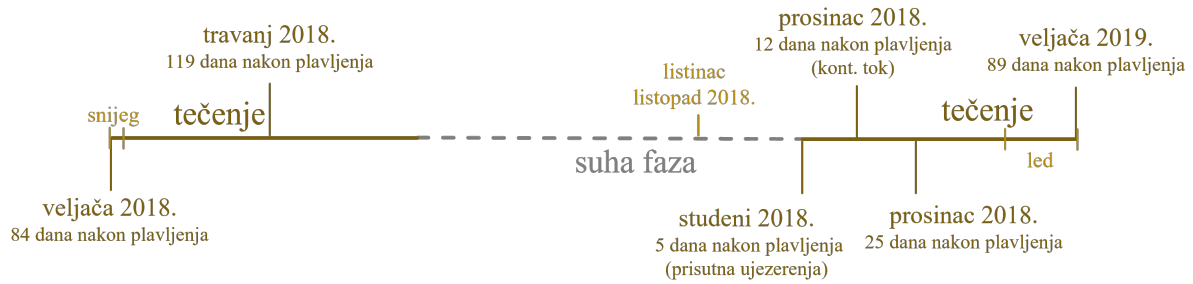 travanj 2018.
119 dana nakon plavljenja
prosinac 2018.
12 dana nakon plavljenja
(kont. tok)
veljača 2019.
89 dana nakon plavljenja
listinac
listopad 2018.
snijeg
tečenje
tečenje
suha faza
led
veljača 2018.
84 dana nakon plavljenja
studeni 2018.
5 dana nakon plavljenja
(prisutna ujezerenja)
prosinac 2018.
25 dana nakon plavljenja